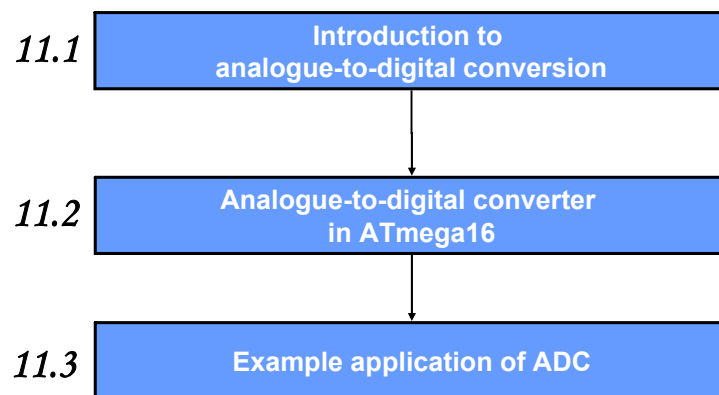 11.1
Introduction to
analogue-to-digital conversion
11.2
Analogue-to-digital converter
in ATmega16
11.3
Example application of ADC